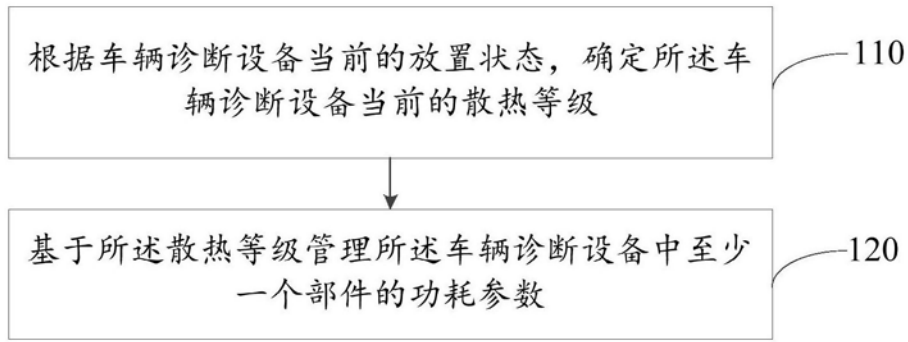 根据车辆诊断设备当前的放置状态，确定所述车
辆诊断设备当前的散热等级
110
基于所述散热等级管理所述车辆诊断设备中至少
一个部件的功耗参数
120